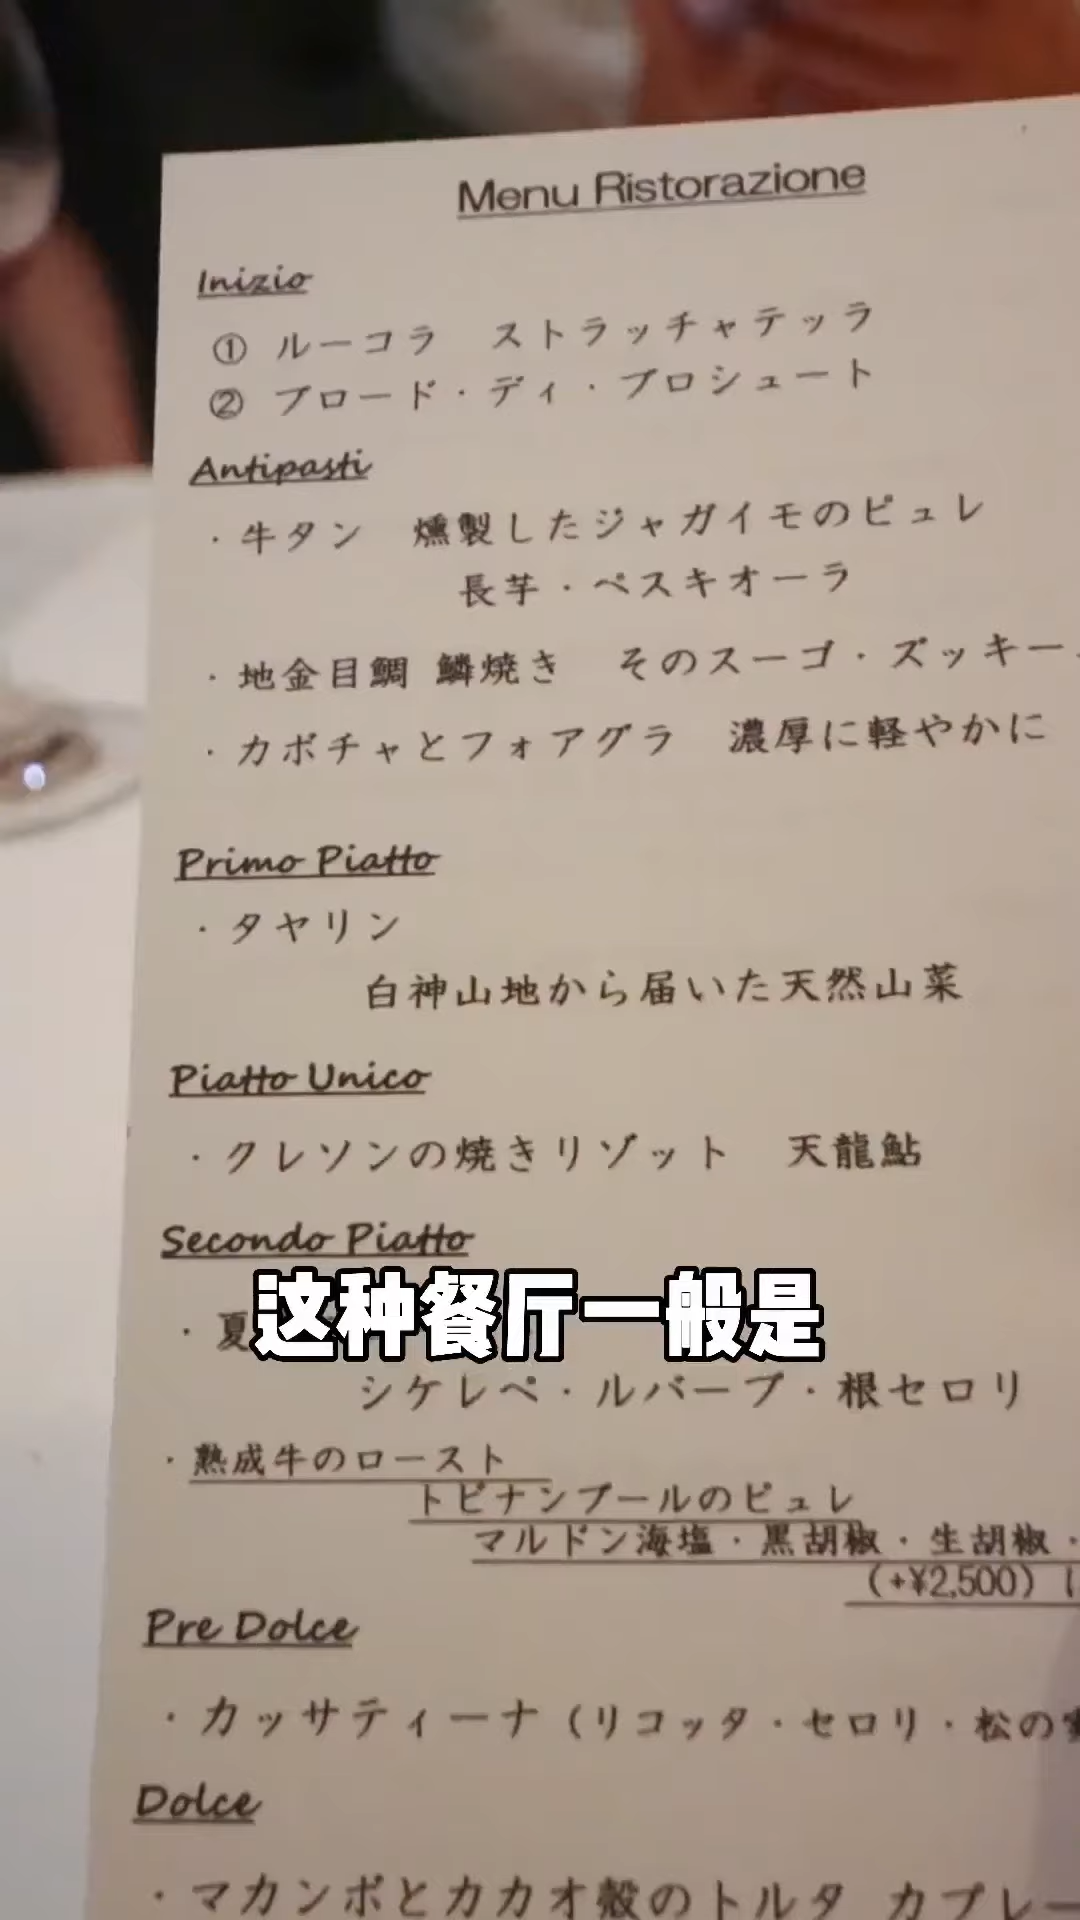 Menu Ristorazione
Inizio
① ルーコラ ストラッチャテッラ
② ブロード・ディ・プロシュート
Antipasti
・牛タン 燻製したジャガイモのピュレ
長芋・ペスキオーラ
・地金目鯛 鱗焼き そのスーゴ・ズッキー
・カボチャとフォアグラ 濃厚に軽やかに
Primo Piatto
・タヤリン
白神山地から届いた天然山菜
Piatto Unico
・クレソンの焼きリゾット 天龍鮎
Secondo Piatto
・夏
这种餐厅一般是
シケレペ・ルバーブ・根セロリ
・熟成牛のロースト
トピナンブールのピュレ
マルドン海塩・黒胡椒・生胡椒・
(+¥2,500)
Pre Dolce
・カッサティーナ（リコッタ・セロリ・松の
Dolce
・マカンボとカカオ殻のトルタ カプレー